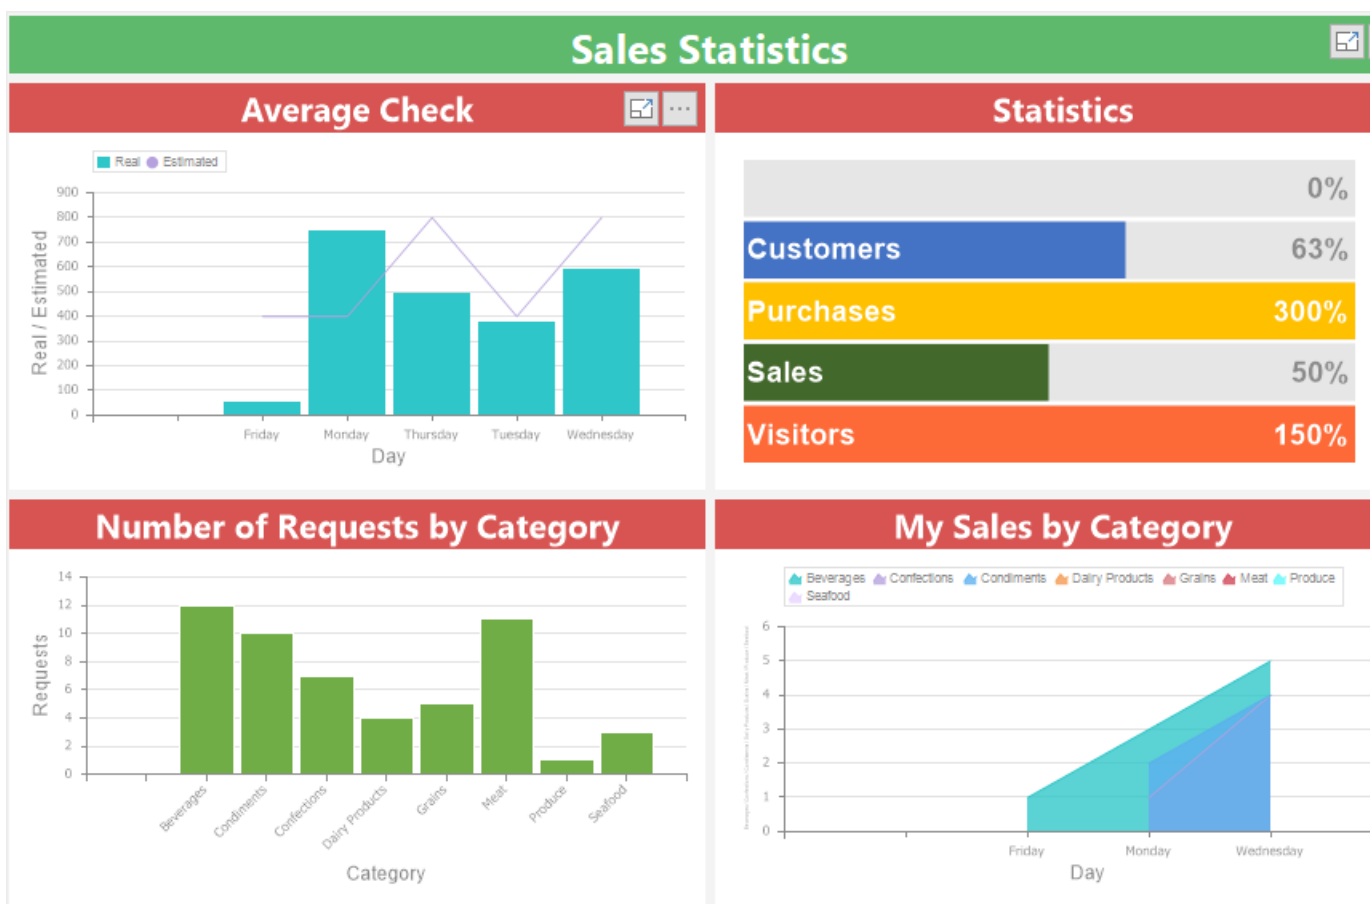 Sales Statistics
Average Check
...
Real Estimated
900
800
700
600
500
400
300
200
100
0
Real / Estimated
Friday Monday Thursday Tuesday Wednesday
Day
Statistics
0%
Customers 63%
Purchases 300%
Sales 50%
Visitors 150%
Number of Requests by Category
14
12
10
8
6
4
2
0
Requests
Beverages Condiments Confections Dairy Products Grains Meat Produce Seafood
Category
My Sales by Category
Beverages Confections Condiments Dairy Products Grains Meat Produce
Seafood
6
5
4
3
2
1
0
Friday Monday Wednesday
Day